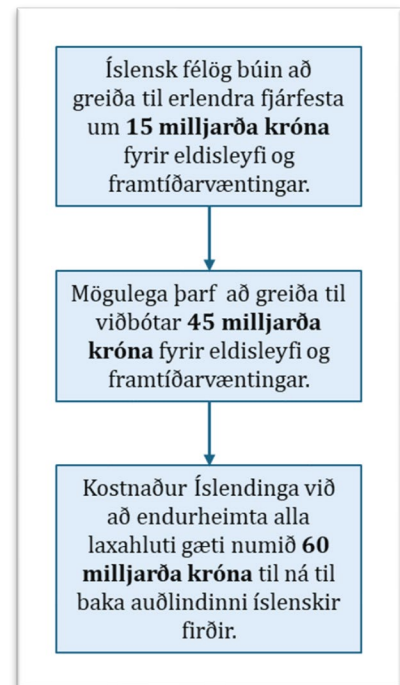 Íslensk félög búin að
greiða til erlendra fjárfesta
um 15 milljarða króna
fyrir eldisleyfi og
framtíðarvæntingar.
Mögulega þarf að greiða til
viðbótar 45 milljarða
króna fyrir eldisleyfi og
framtíðarvæntingar.
Kostnaður Íslendinga við
að endurheimta alla
laxahluti gæti numið 60
milljarða króna til ná til
baka auðlindinni íslenskir
firðir.